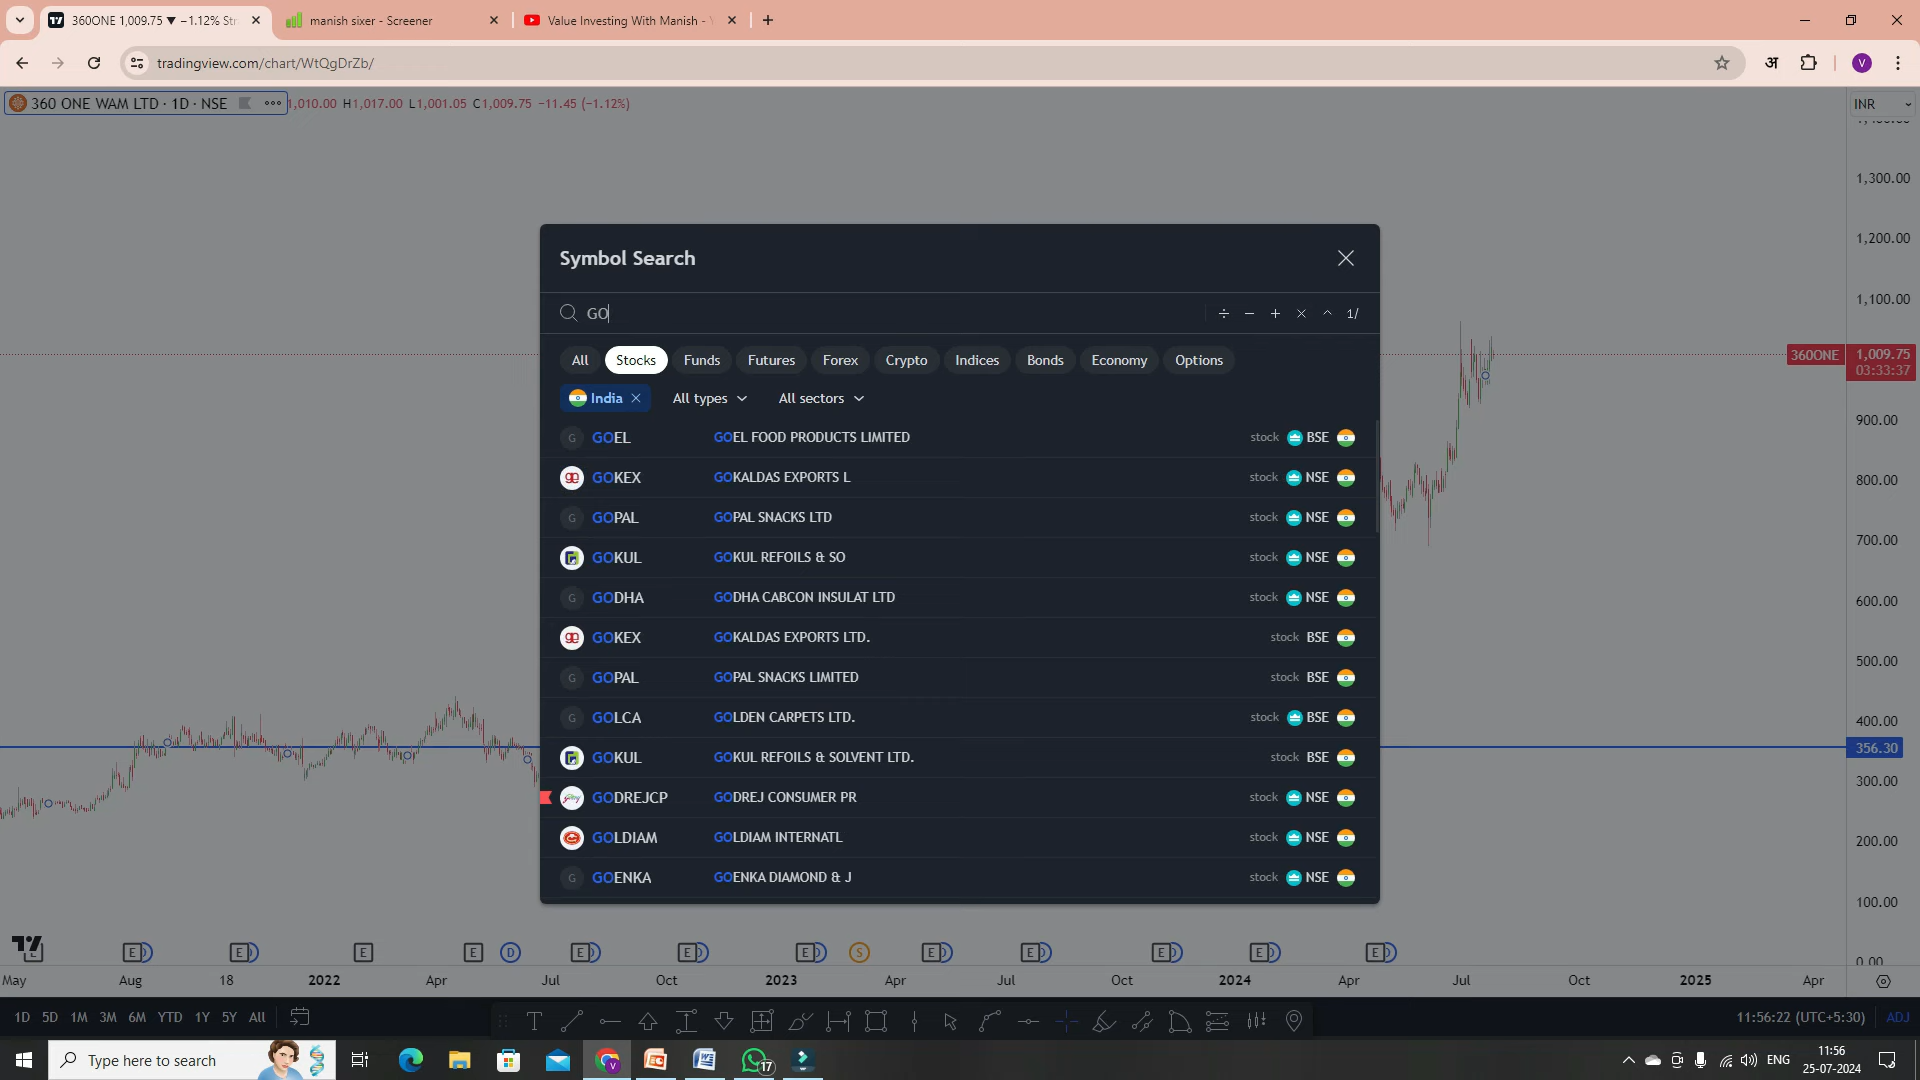 360ONE 1,009.75 ▼ −1.12% Str
manish sixer - Screener
Value Investing With Manish - Y
tradingview.com/chart/WtQgDrZb/
अ
V
360 ONE WAM LTD · 1D · NSE
1,010.00 H1,017.00 L1,001.05 C1,009.75 −11.45 (−1.12%)
INR
1,300.00
1,200.00
1,100.00
360ONE 1,009.75
03:33:37
900.00
800.00
700.00
600.00
500.00
400.00
356.30
300.00
200.00
100.00
0.00
Symbol Search
GO
÷ − + × ^ 1/
All Stocks Funds Futures Forex Crypto Indices Bonds Economy Options
India All types All sectors
G GOEL GOEL FOOD PRODUCTS LIMITED stock BSE
GOKEX GOKALDAS EXPORTS L stock NSE
G GOPAL GOPAL SNACKS LTD stock NSE
GOKUL GOKUL REFOILS & SO stock NSE
G GODHA GODHA CABCON INSULAT LTD stock NSE
GOKEX GOKALDAS EXPORTS LTD. stock BSE
G GOPAL GOPAL SNACKS LIMITED stock BSE
G GOLCA GOLDEN CARPETS LTD. stock BSE
GOKUL GOKUL REFOILS & SOLVENT LTD. stock BSE
GODREJCP GODREJ CONSUMER PR stock NSE
GOLDIAM GOLDIAM INTERNATL stock NSE
G GOENKA GOENKA DIAMOND & J stock NSE
E E D E D E E D E D E D E D S E D E D E D E D E D
May Aug 18 2022 Apr Jul Oct 2023 Apr Jul Oct 2024 Apr Jul Oct 2025 Apr
1D 5D 1M 3M 6M YTD 1Y 5Y All
11:56:22 (UTC+5:30) ADJ
Type here to search
17
ENG
11:56
25-07-2024